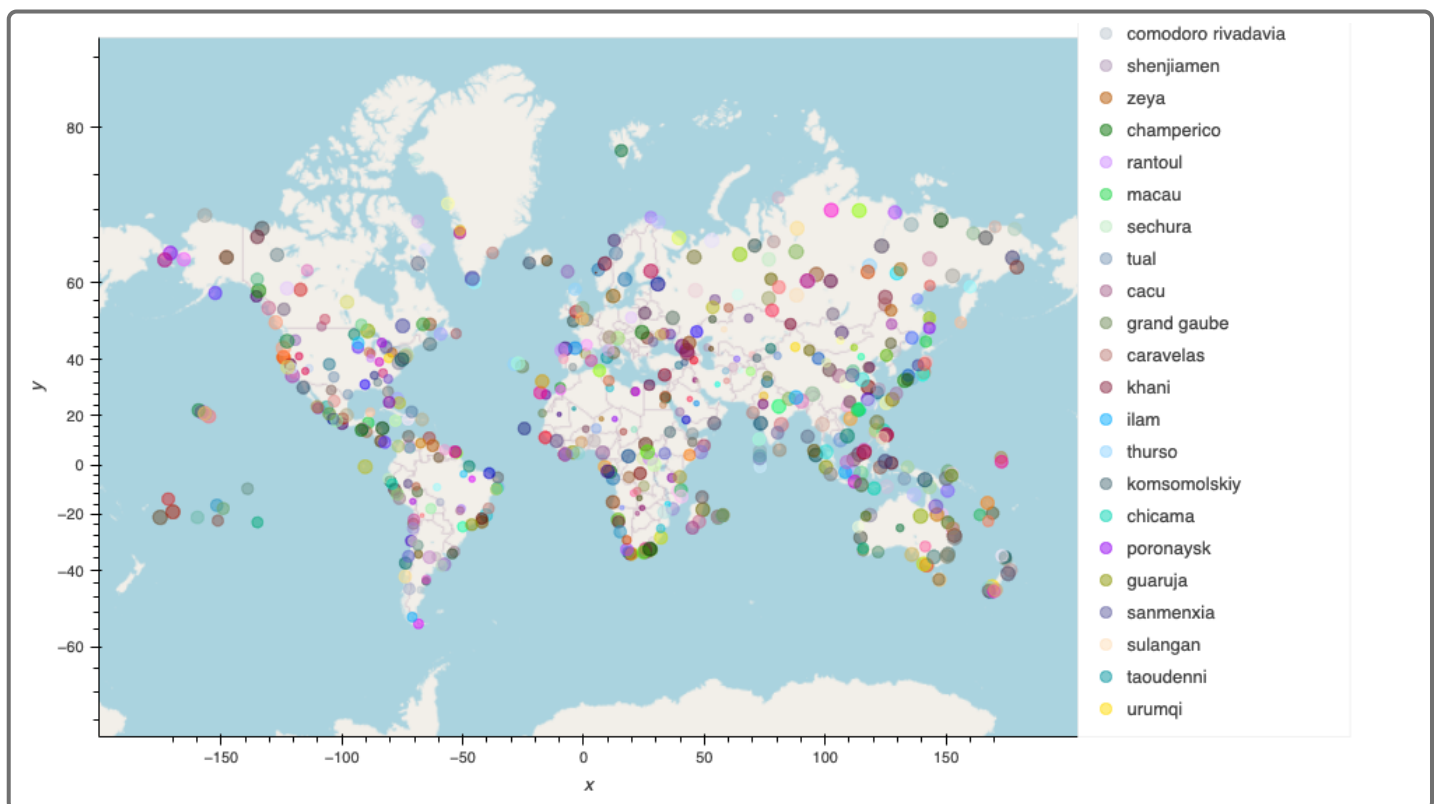 80
60
40
20
0
−20
−40
−60
y
−150
−100
−50
0
50
100
150
x
comodoro rivadavia
shenjiamen
zeya
champerico
rantoul
macau
sechura
tual
cacu
grand gaube
caravelas
khani
ilam
thurso
komsomolskiy
chicama
poronaysk
guaruja
sanmenxia
sulangan
taoudenni
urumqi